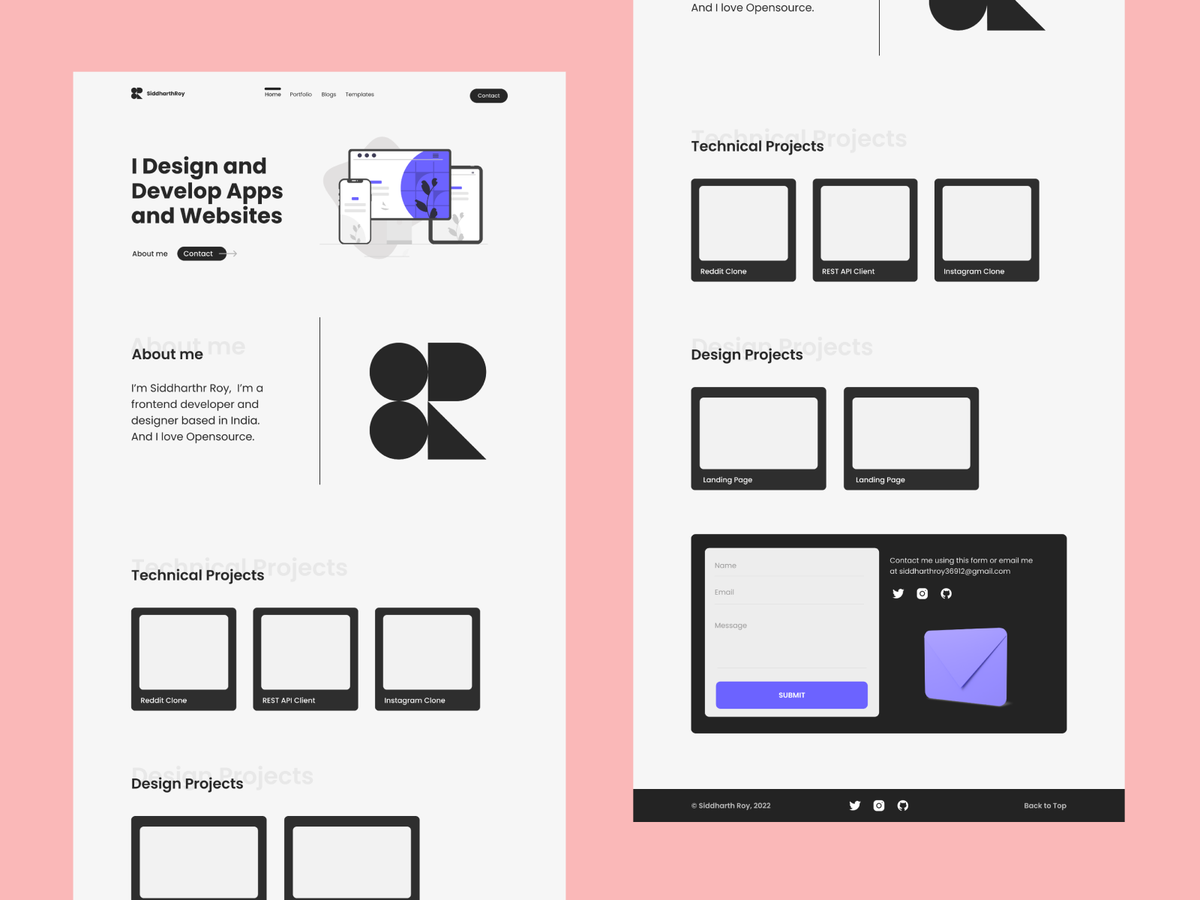 SiddharthRoy
Home Portfolio Blogs Templates
Contact
I Design and
Develop Apps
and Websites
About me Contact
About me
About me
I'm Siddharthr Roy, I'm a
frontend developer and
designer based in India.
And I love Opensource.
Technical Projects
Technical Projects
Reddit Clone REST API Client Instagram Clone
Design Projects
Design Projects
And I love Opensource.
Technical Projects
Technical Projects
Reddit Clone REST API Client Instagram Clone
Design Projects
Design Projects
Landing Page Landing Page
Name
Email
Message
SUBMIT
Contact me using this form or email me
at siddharthroy36912@gmail.com
© Siddharth Roy, 2022
Back to Top